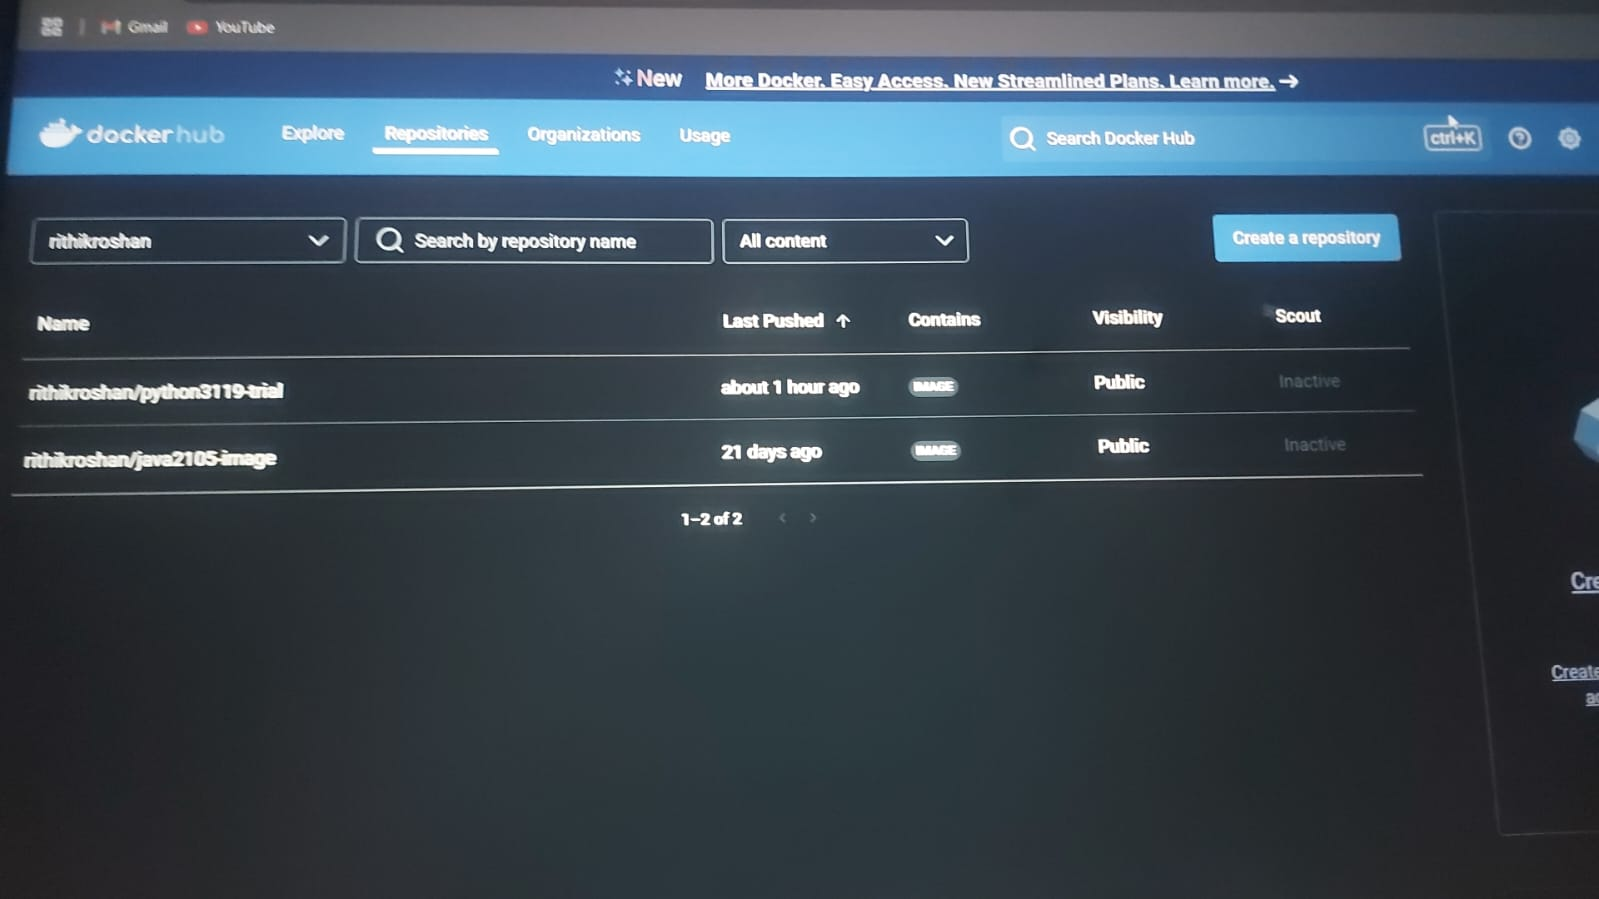 Gmail YouTube
New More Docker. Easy Access. New Streamlined Plans. Learn more. →
dockerhub Explore Repositories Organizations Usage Search Docker Hub ctrl+K
rithikroshan Search by repository name All content Create a repository
Name Last Pushed ↑ Contains Visibility Scout
rithikroshan/python3119-trial about 1 hour ago IMAGE Public Inactive
rithikroshan/java2105-image 21 days ago IMAGE Public Inactive
1–2 of 2
Cre
Create